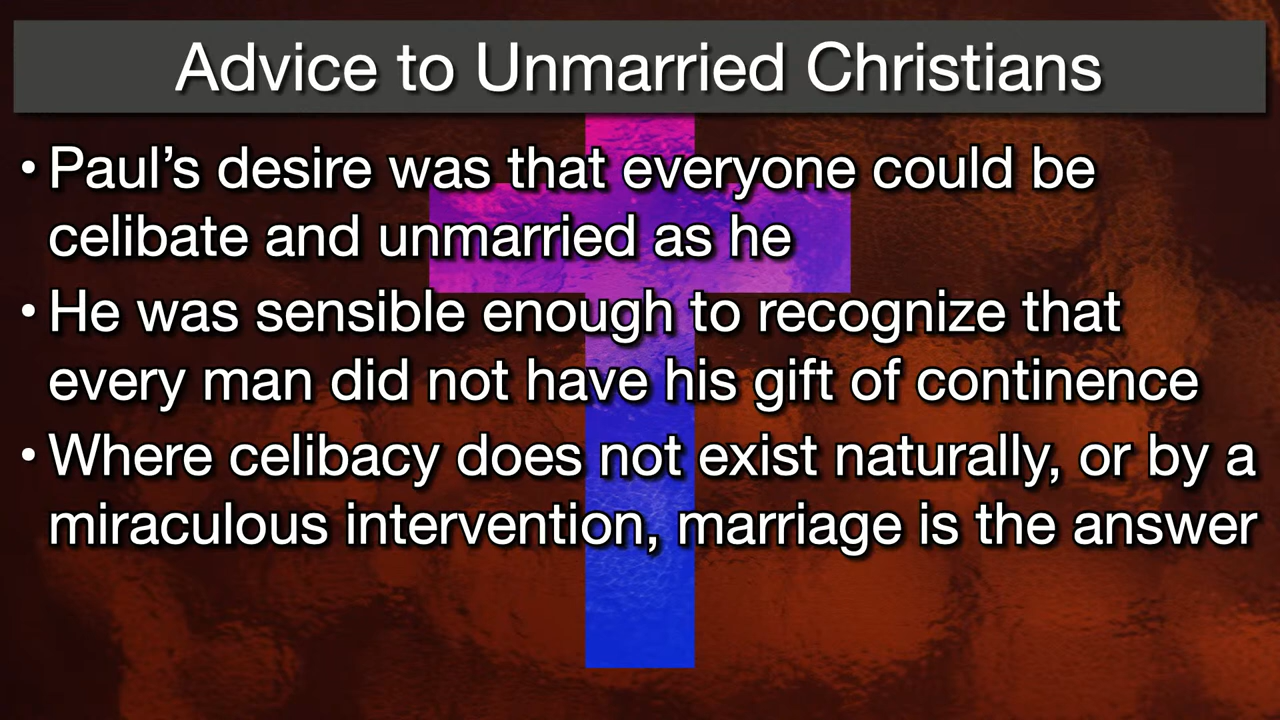 Advice to Unmarried Christians
• Paul’s desire was that everyone could be
celibate and unmarried as he
• He was sensible enough to recognize that
every man did not have his gift of continence
• Where celibacy does not exist naturally, or by a
miraculous intervention, marriage is the answer